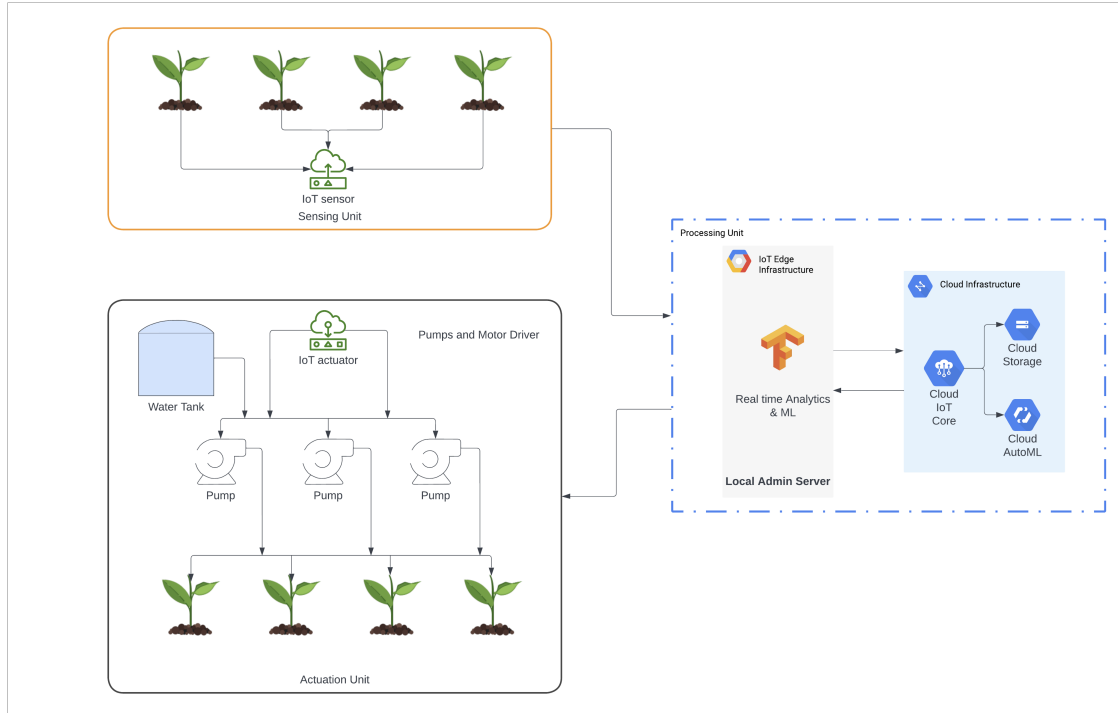 IoT sensor
Sensing Unit
Processing Unit
IoT Edge
Infrastructure
Real time Analytics
& ML
Local Admin Server
Cloud Infrastructure
Cloud
Storage
Cloud
IoT
Core
Cloud
AutoML
Pumps and Motor Driver
IoT actuator
Water Tank
Pump
Pump
Pump
Actuation Unit